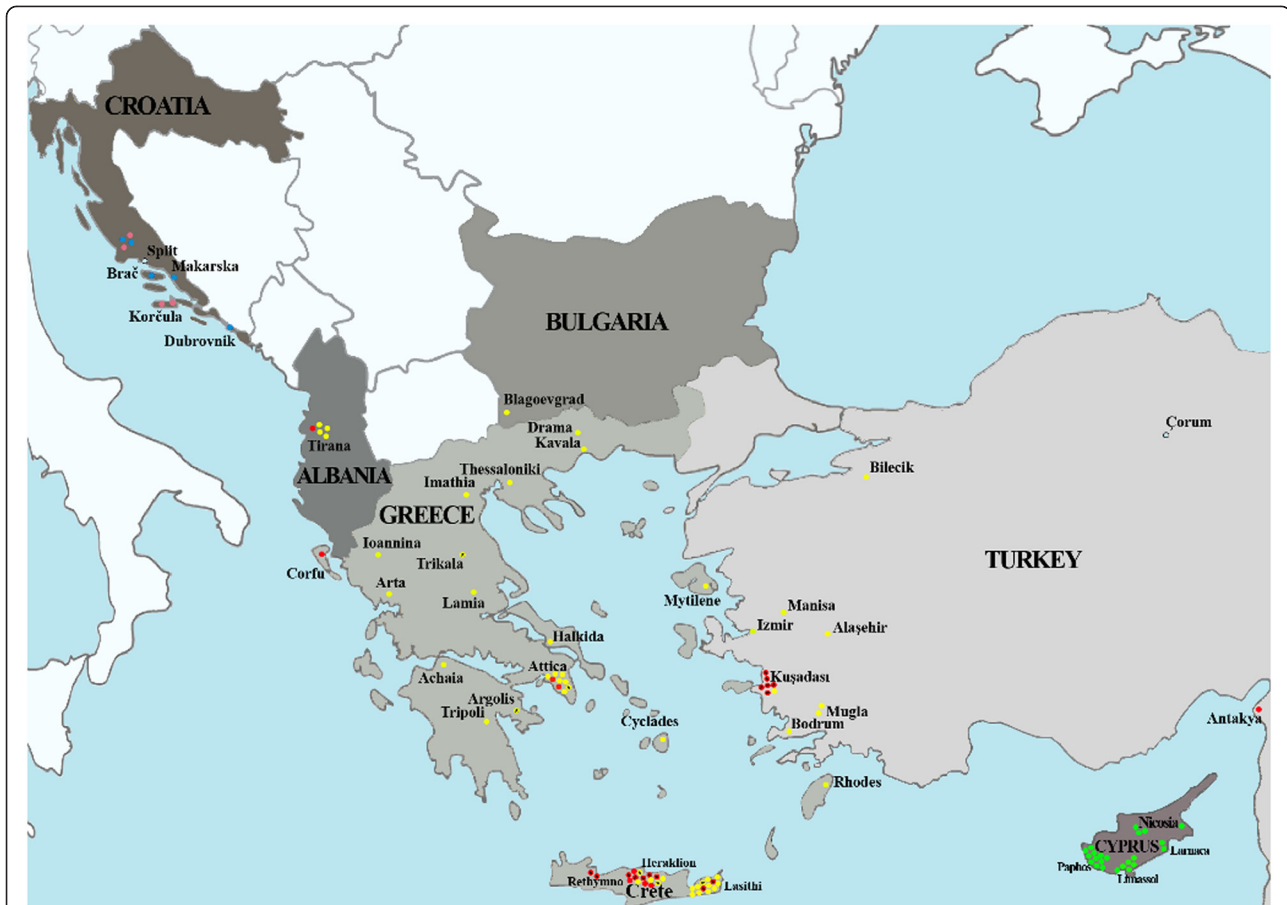 CROATIA
Split
Brač
Makarska
Korčula
Dubrovnik
BULGARIA
Blagoevgrad
Drama
Kavala
Çorum
Tirana
ALBANIA
Thessaloniki
Imathia
Bilecik
GREECE
Ioannina
Trikala
Corfu
TURKEY
Arta
Lamia
Mytilene
Manisa
Izmir
Alaşehir
Halkida
Attica
Achaia
Kuşadası
Argolis
Tripoli
Cyclades
Mugla
Bodrum
Antakya
Rhodes
Nicosia
CYPRUS
Larnaca
Paphos
Limassol
Heraklion
Rethymno
Crete
Lasithi